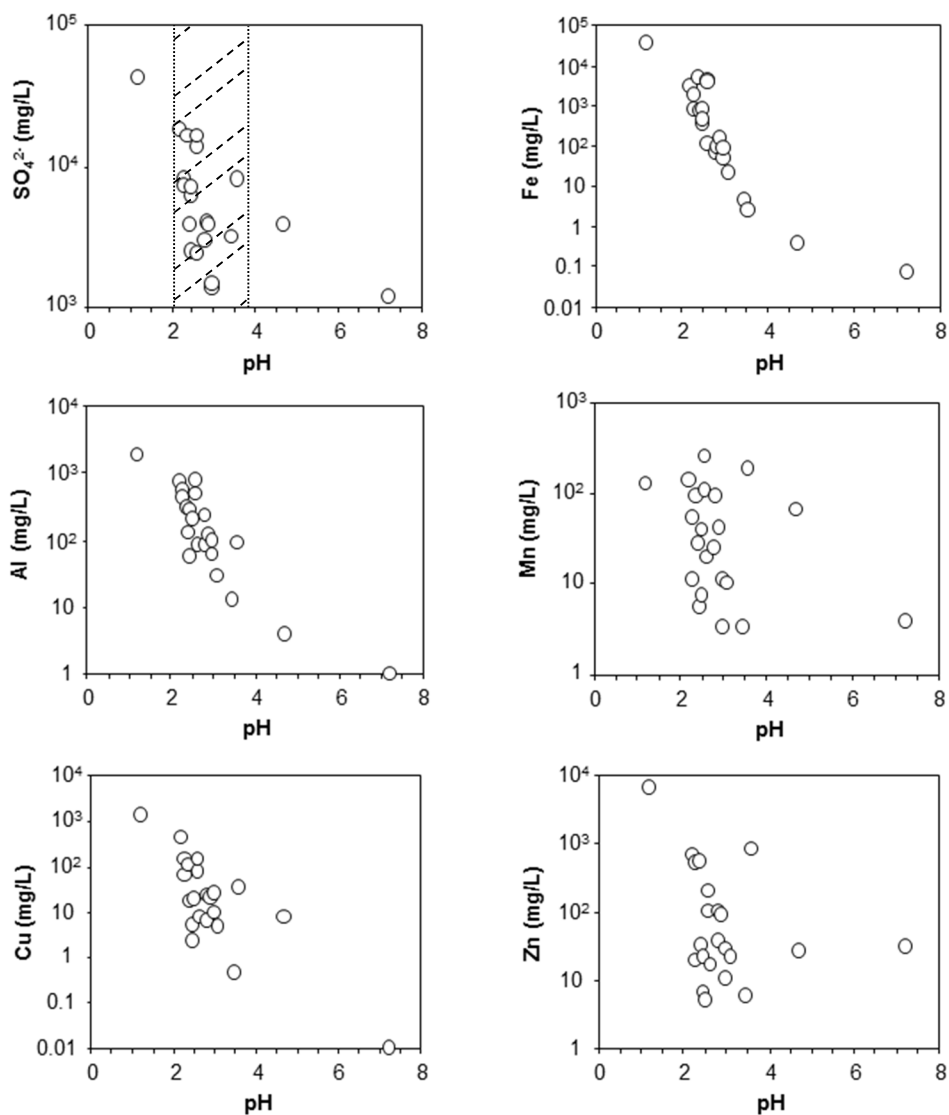 10⁵
10⁴
10³
SO₄²⁻ (mg/L)
0 2 4 6 8
pH
10⁵
10⁴
10³
10²
10
1
0.1
0.01
Fe (mg/L)
0 2 4 6 8
pH
10⁴
10³
10²
10
1
Al (mg/L)
0 2 4 6 8
pH
10³
10²
10
1
Mn (mg/L)
0 2 4 6 8
pH
10⁴
10³
10²
10
1
0.1
0.01
Cu (mg/L)
0 2 4 6 8
pH
10⁴
10³
10²
10
1
Zn (mg/L)
0 2 4 6 8
pH